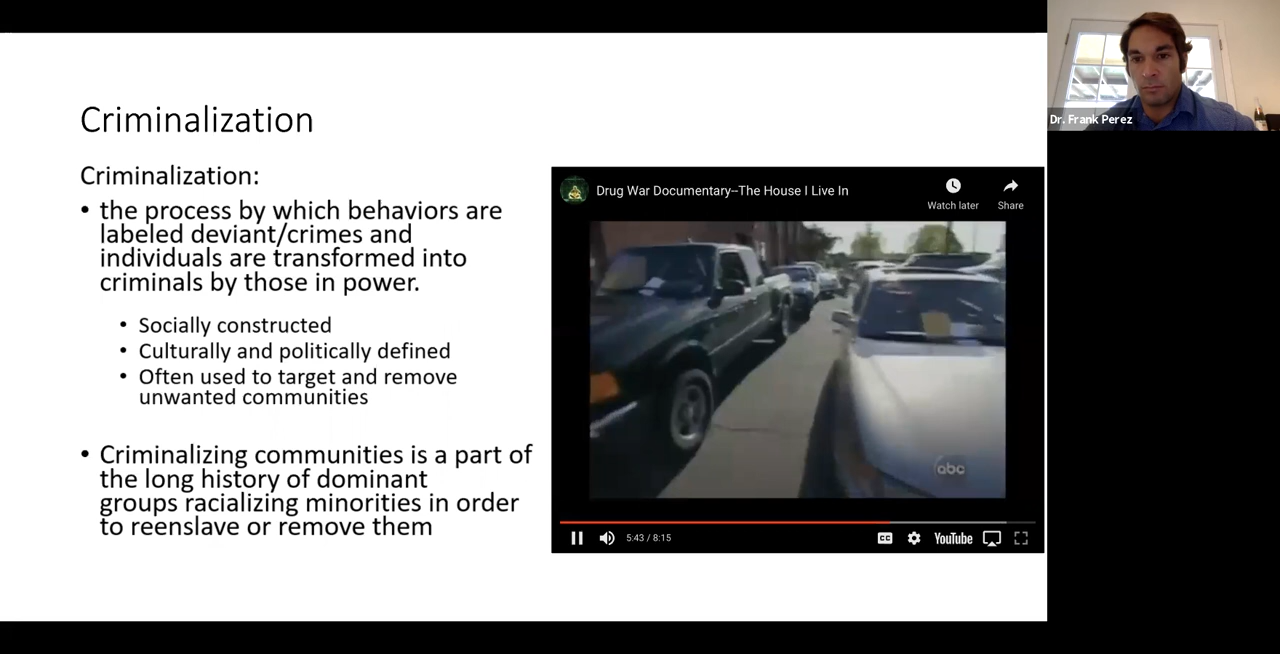 Criminalization
Criminalization:
• the process by which behaviors are
labeled deviant/crimes and
individuals are transformed into
criminals by those in power.
• Socially constructed
• Culturally and politically defined
• Often used to target and remove
unwanted communities
• Criminalizing communities is a part of
the long history of dominant
groups racializing minorities in order
to reenslave or remove them
Drug War Documentary--The House I Live In
Watch later
Share
abc
5:43 / 8:15
CC
YouTube
Dr. Frank Perez